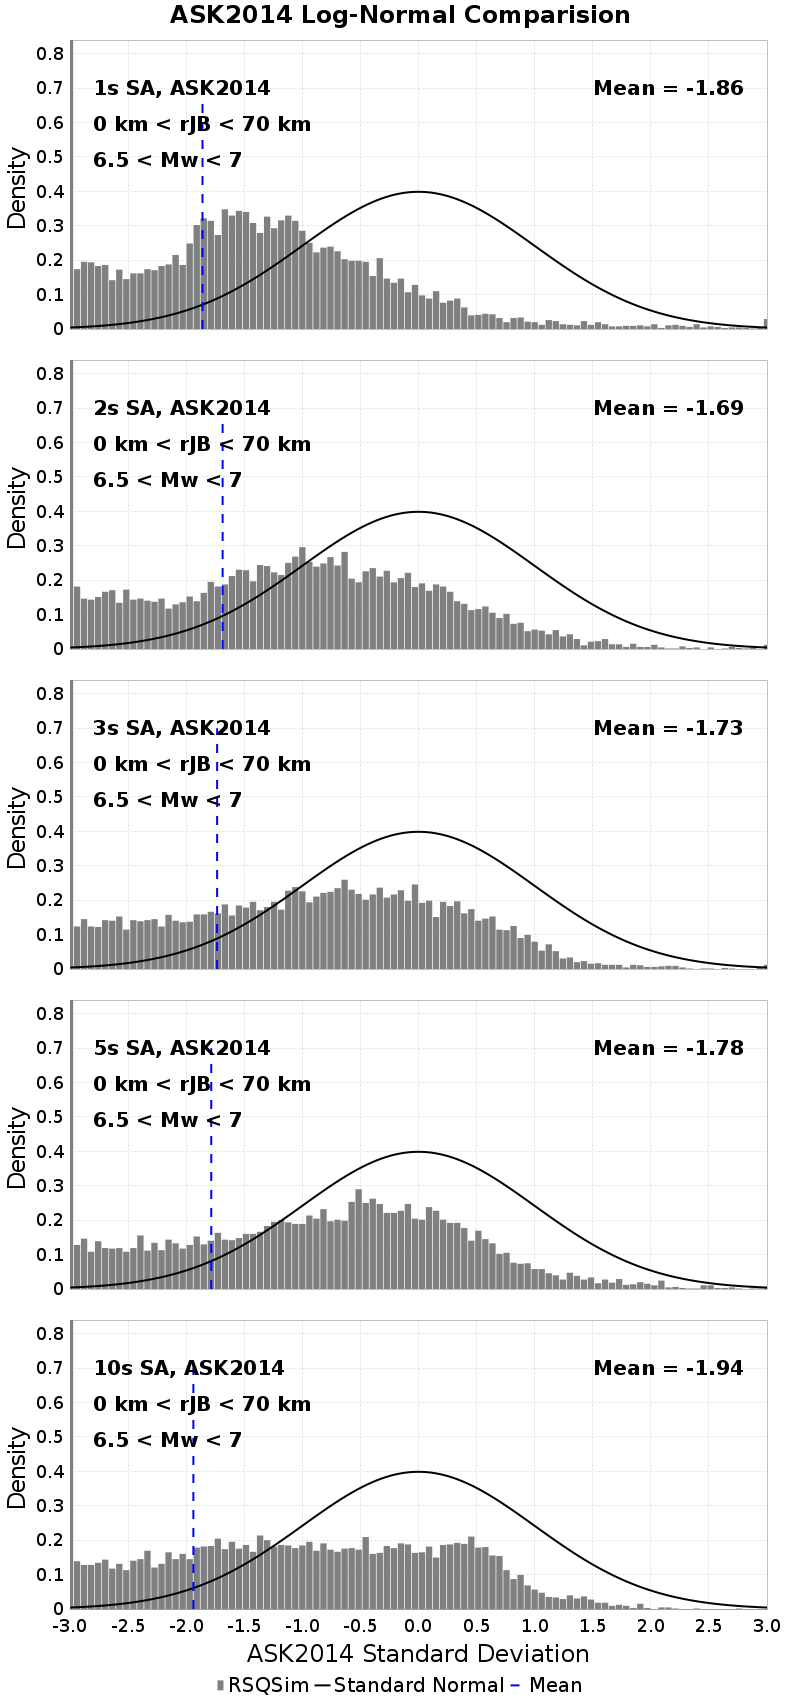 ASK2014 Log-Normal Comparision
0.8
0.7
0.6
0.5
0.4
0.3
0.2
0.1
0
Density
1s SA, ASK2014
Mean = -1.86
0 km < rJB < 70 km
6.5 < Mw < 7
0.8
0.7
0.6
0.5
0.4
0.3
0.2
0.1
0
Density
2s SA, ASK2014
Mean = -1.69
0 km < rJB < 70 km
6.5 < Mw < 7
0.8
0.7
0.6
0.5
0.4
0.3
0.2
0.1
0
Density
3s SA, ASK2014
Mean = -1.73
0 km < rJB < 70 km
6.5 < Mw < 7
0.8
0.7
0.6
0.5
0.4
0.3
0.2
0.1
0
Density
5s SA, ASK2014
Mean = -1.78
0 km < rJB < 70 km
6.5 < Mw < 7
0.8
0.7
0.6
0.5
0.4
0.3
0.2
0.1
0
Density
10s SA, ASK2014
Mean = -1.94
0 km < rJB < 70 km
6.5 < Mw < 7
-3.0 -2.5 -2.0 -1.5 -1.0 -0.5 0.0 0.5 1.0 1.5 2.0 2.5 3.0
ASK2014 Standard Deviation
RSQSim Standard Normal Mean